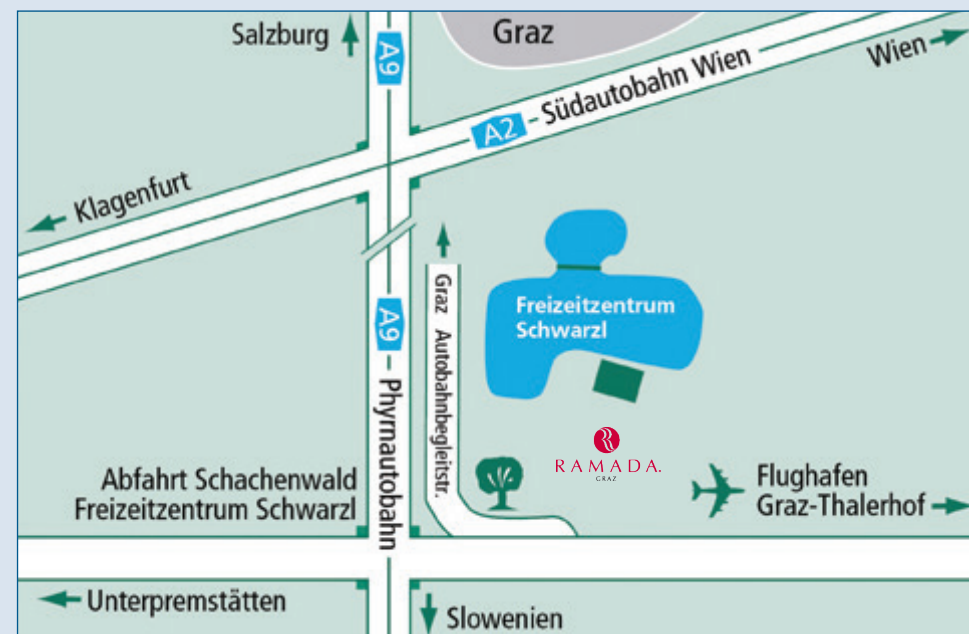 Salzburg
A9
Graz
Wien
A2
Südautobahn Wien
Klagenfurt
Freizeitzentrum
Schwarzl
Graz Autobahnbegleitstr.
A9
Phyrnautobahn
RAMADA.
GRAZ
Abfahrt Schachenwald
Freizeitzentrum Schwarzl
Flughafen
Graz-Thalerhof
Unterpremstätten
Slowenien